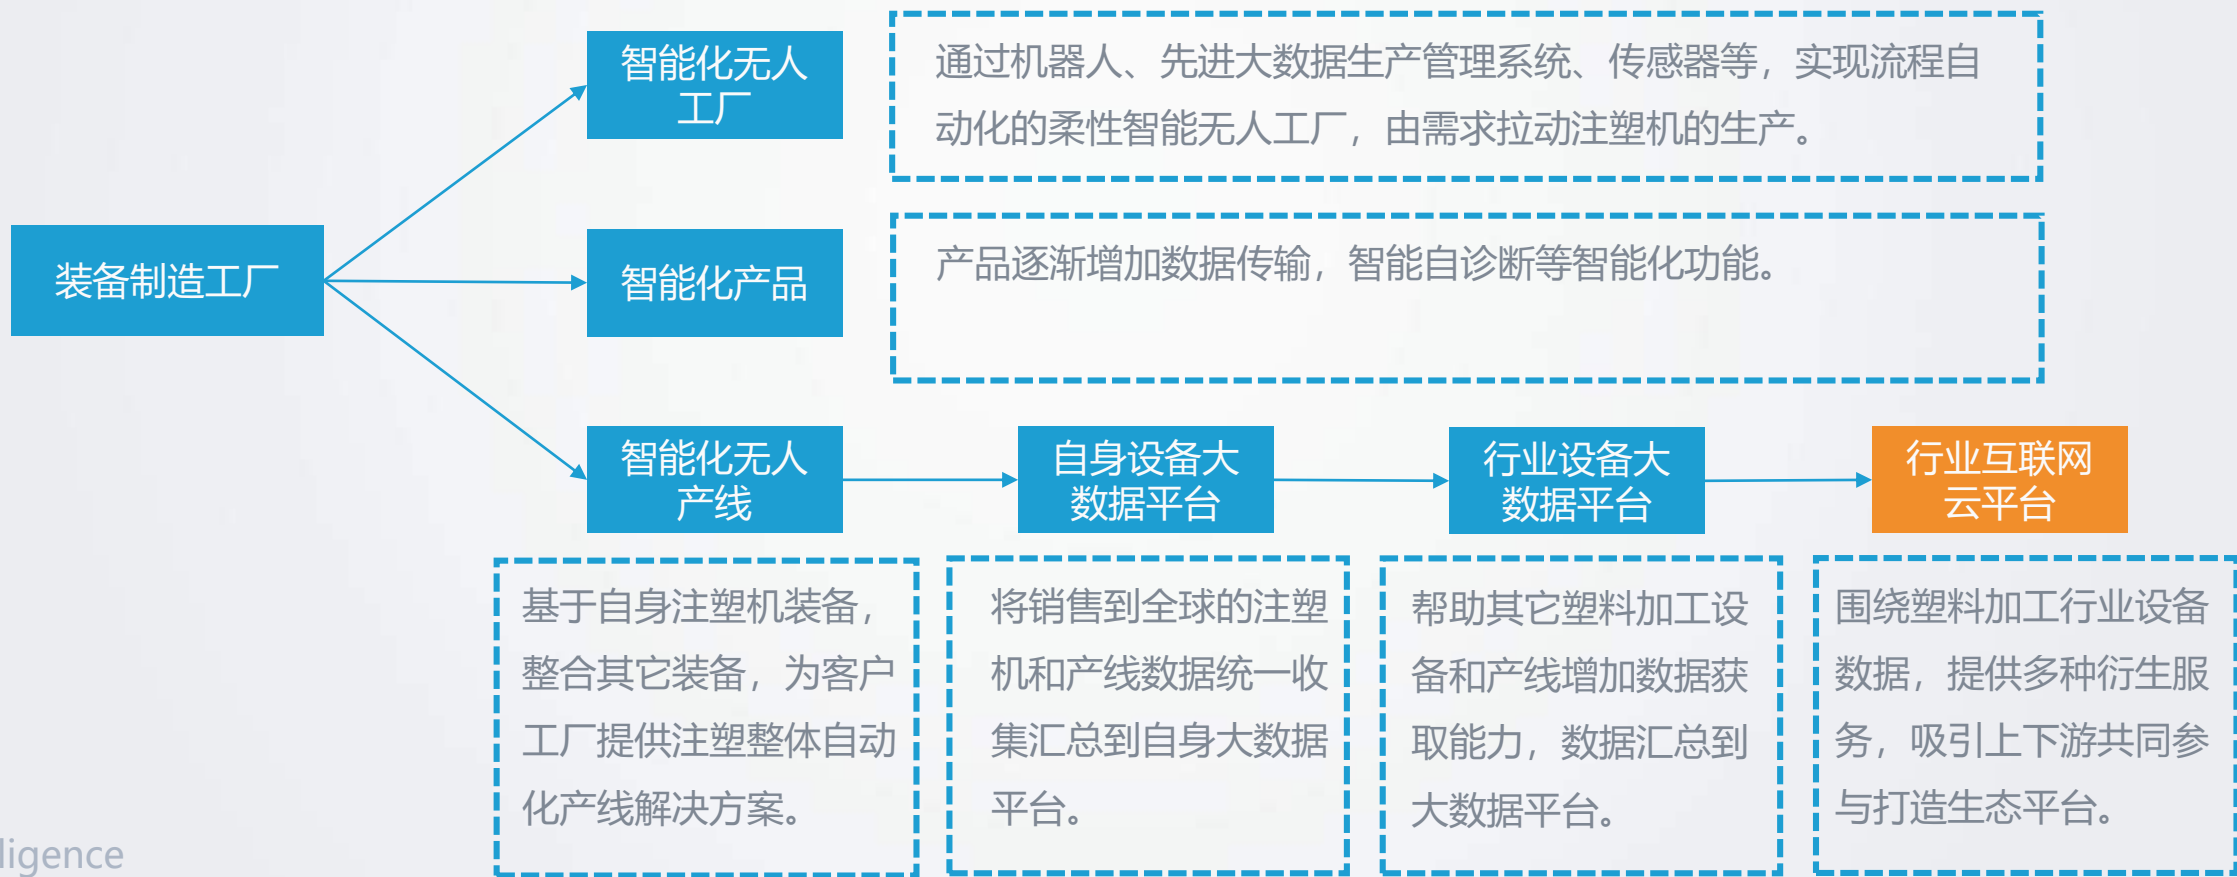 智能化无人
工厂
通过机器人、先进大数据生产管理系统、传感器等，实现流程自
动化的柔性智能无人工厂，由需求拉动注塑机的生产。
装备制造工厂
智能化产品
产品逐渐增加数据传输，智能自诊断等智能化功能。
智能化无人
产线
自身设备大
数据平台
行业设备大
数据平台
行业互联网
云平台
基于自身注塑机装备，
整合其它装备，为客户
工厂提供注塑整体自动
化产线解决方案。
将销售到全球的注塑
机和产线数据统一收
集汇总到自身大数据
平台。
帮助其它塑料加工设
备和产线增加数据获
取能力，数据汇总到
大数据平台。
围绕塑料加工行业设备
数据，提供多种衍生服
务，吸引上下游共同参
与打造生态平台。
ligence